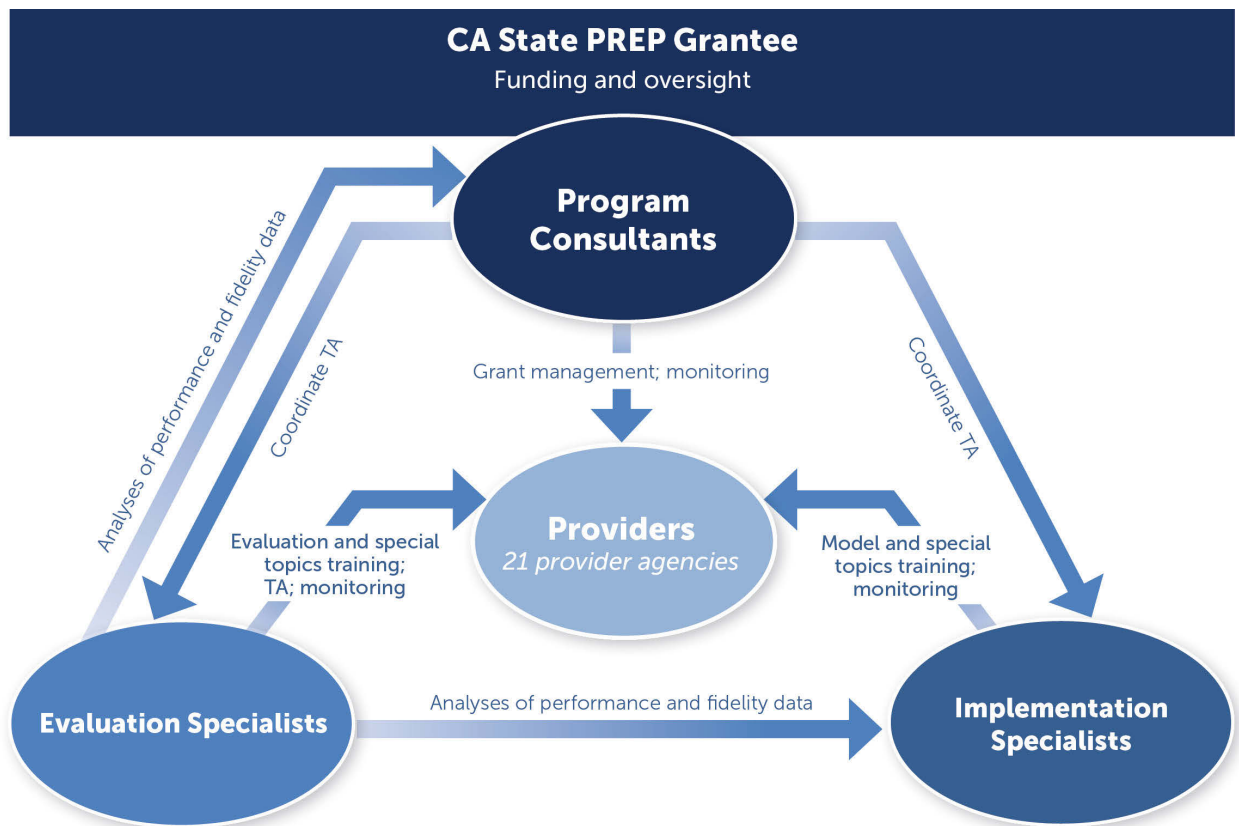 CA State PREP Grantee
Funding and oversight
Program
Consultants
Analyses of performance and fidelity data
Coordinate TA
Grant management; monitoring
Coordinate TA
Providers
21 provider agencies
Evaluation and special
topics training;
TA; monitoring
Model and special
topics training;
monitoring
Evaluation Specialists
Analyses of performance and fidelity data
Implementation
Specialists